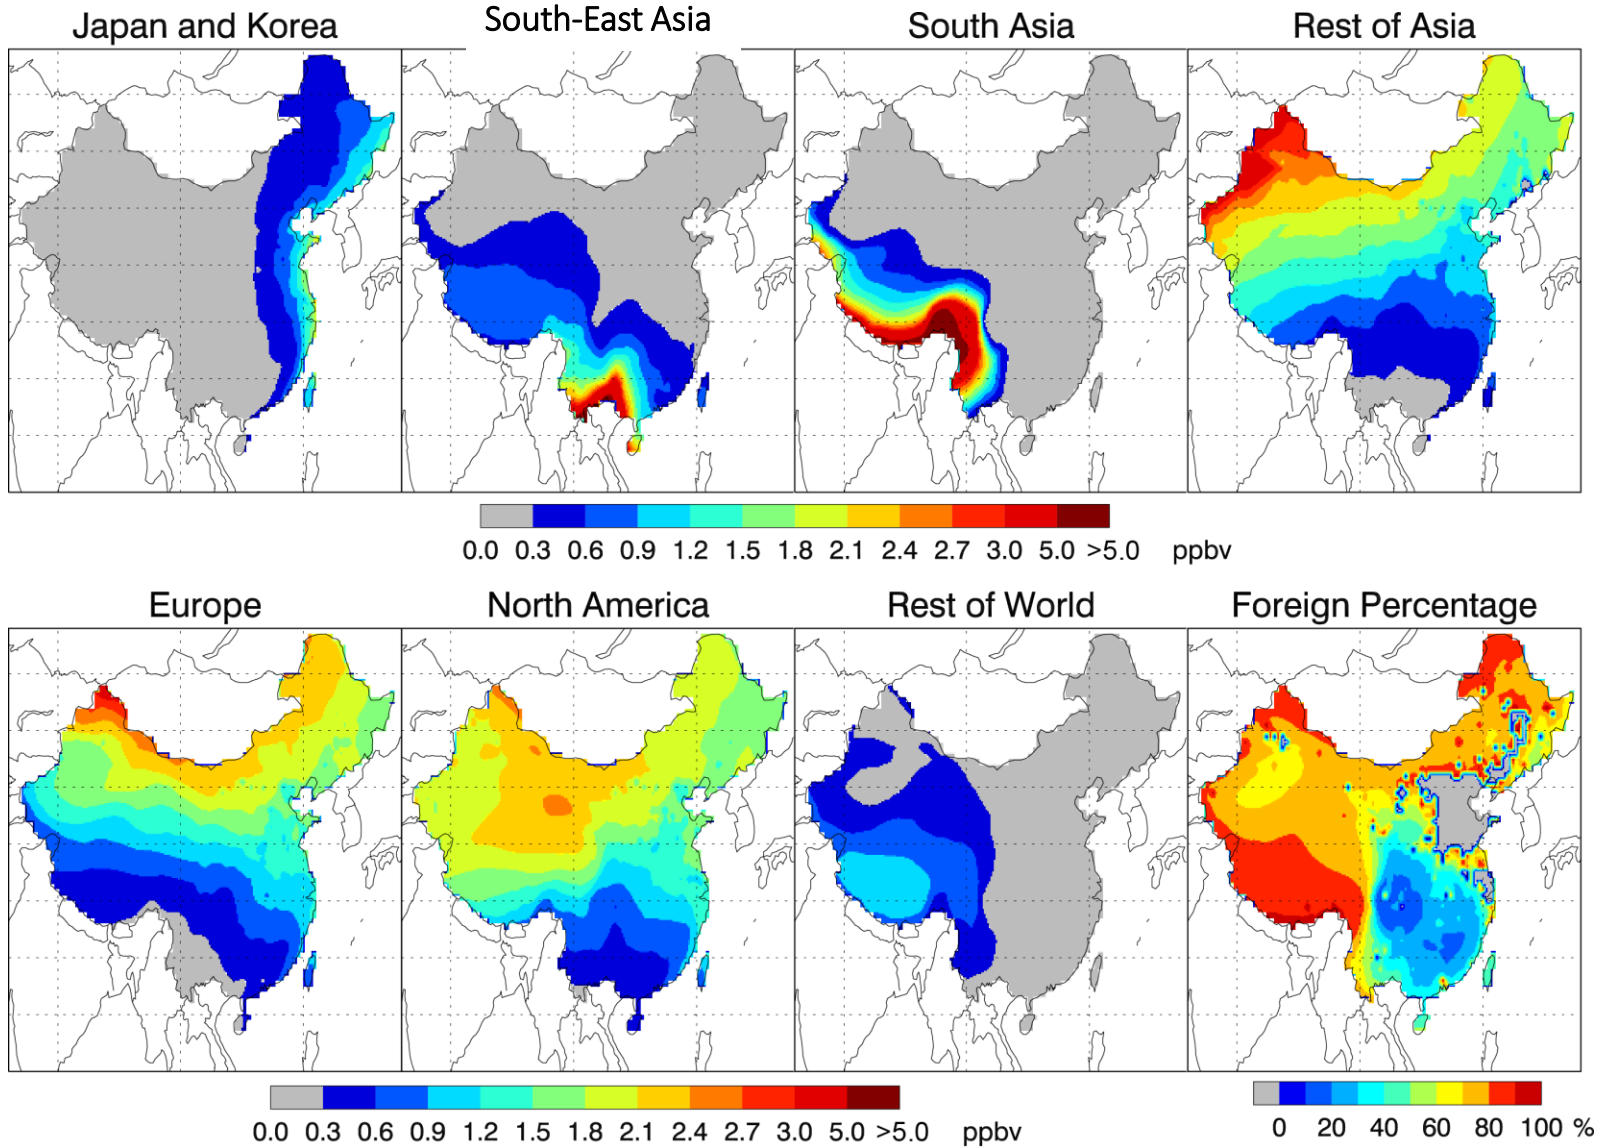 Japan and Korea
South-East Asia
South Asia
Rest of Asia
0.0 0.3 0.6 0.9 1.2 1.5 1.8 2.1 2.4 2.7 3.0 5.0 >5.0 ppbv
Europe
North America
Rest of World
Foreign Percentage
0.0 0.3 0.6 0.9 1.2 1.5 1.8 2.1 2.4 2.7 3.0 5.0 >5.0 ppbv
0 20 40 60 80 100 %